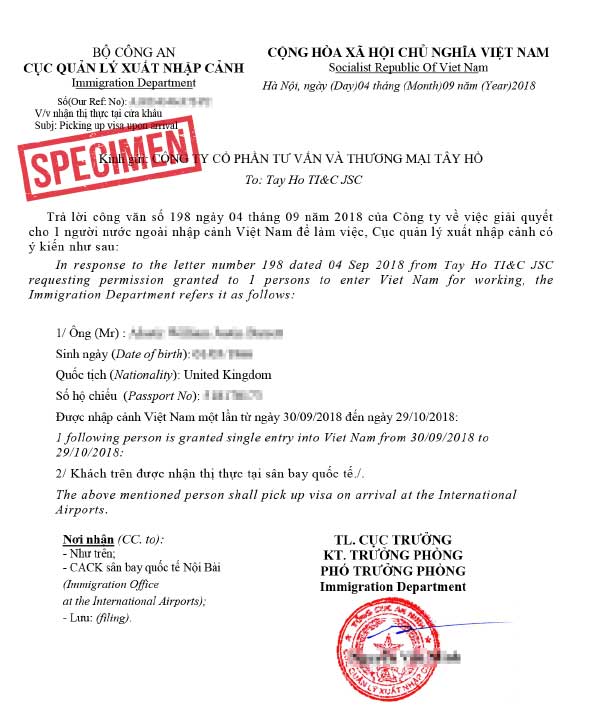 BỘ CÔNG AN
CỤC QUẢN LÝ XUẤT NHẬP CẢNH
Immigration Department
Số(Our Ref: No):
V/v nhận thị thực tại cửa khẩu
Subj: Picking up visa upon arrival
CỘNG HÒA XÃ HỘI CHỦ NGHĨA VIỆT NAM
Socialist Republic Of Viet Nam
Hà Nội, ngày (Day)04 tháng (Month)09 năm (Year)2018
SPECIMEN
Kính gửi: CÔNG TY CỔ PHẦN TƯ VẤN VÀ THƯƠNG MẠI TÂY HỒ
To: Tay Ho TI&C JSC
Trả lời công văn số 198 ngày 04 tháng 09 năm 2018 của Công ty về việc giải quyết
cho 1 người nước ngoài nhập cảnh Việt Nam để làm việc, Cục quản lý xuất nhập cảnh có
ý kiến như sau:
In response to the letter number 198 dated 04 Sep 2018 from Tay Ho TI&C JSC
requesting permission granted to 1 persons to enter Viet Nam for working, the
Immigration Department refers it as follows:
1/ Ông (Mr) :
Sinh ngày (Date of birth):
Quốc tịch (Nationality): United Kingdom
Số hộ chiếu (Passport No):
Được nhập cảnh Việt Nam một lần từ ngày 30/09/2018 đến ngày 29/10/2018:
1 following person is granted single entry into Viet Nam from 30/09/2018 to
29/10/2018:
2/ Khách trên được nhận thị thực tại sân bay quốc tế./.
The above mentioned person shall pick up visa on arrival at the International
Airports.
Nơi nhận (CC. to):
- Như trên;
- CACK sân bay quốc tế Nội Bài
(Immigration Office
at the International Airports);
- Lưu: (filing).
TL. CỤC TRƯỞNG
KT. TRƯỞNG PHÒNG
PHÓ TRƯỞNG PHÒNG
Immigration Department
TỔNG CỤC AN NINH
CỤC QUẢN LÝ XUẤT NHẬP CẢNH